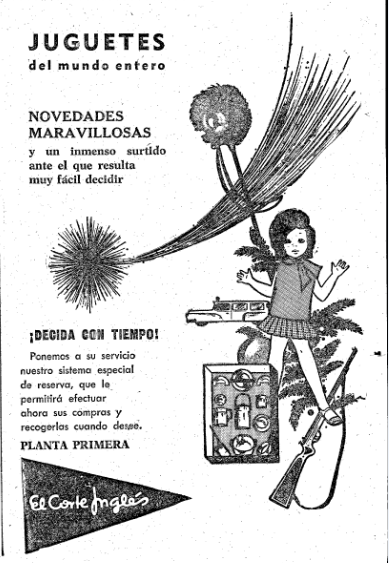 JUGUETES
del mundo entero
NOVEDADES
MARAVILLOSAS
y un inmenso surtido
ante el que resulta
muy fácil decidir
¡DECIDA CON TIEMPO!
Ponemos a su servicio
nuestro sistema especial
de reserva, que le
permitirá efectuar
ahora sus compras y
recogerlas cuando desee.
PLANTA PRIMERA
El Corte Inglés